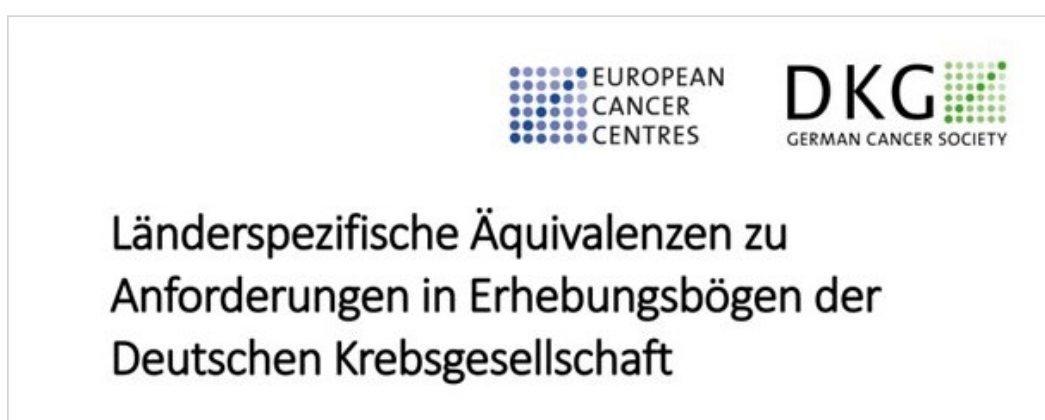 EUROPEAN
CANCER
CENTRES
DKG
GERMAN CANCER SOCIETY
Länderspezifische Äquivalenzen zu
Anforderungen in Erhebungsbögen der
Deutschen Krebsgesellschaft